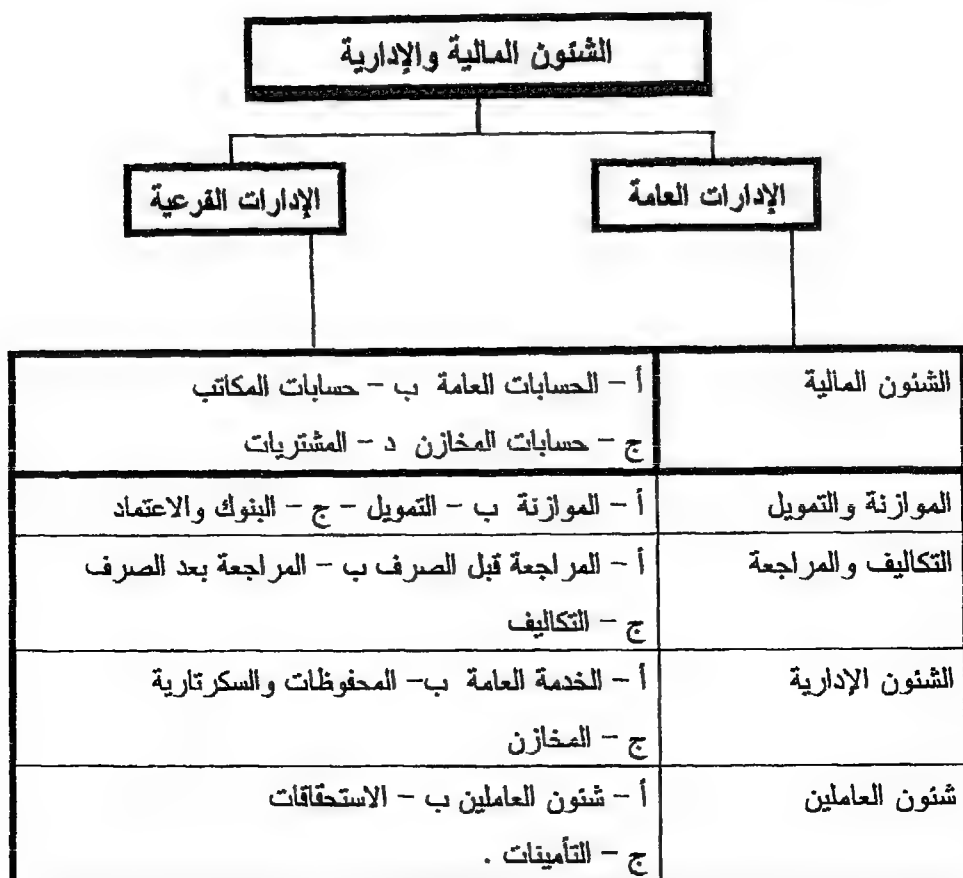 الشئون المالية والإدارية
الإدارات العامة
الإدارات الفرعية
الشئون المالية
أ – الحسابات العامة ب – حسابات المكاتب
ج – حسابات المخازن د – المشتريات
الموازنة والتمويل
أ – الموازنة ب – التمويل – ج – البنوك والاعتماد
التكاليف والمراجعة
أ – المراجعة قبل الصرف ب – المراجعة بعد الصرف
ج – التكاليف
الشئون الإدارية
أ – الخدمة العامة ب– المحفوظات والسكرتارية
ج – المخازن
شئون العاملين
أ – شئون العاملين ب – الاستحقاقات
ج – التأمينات .